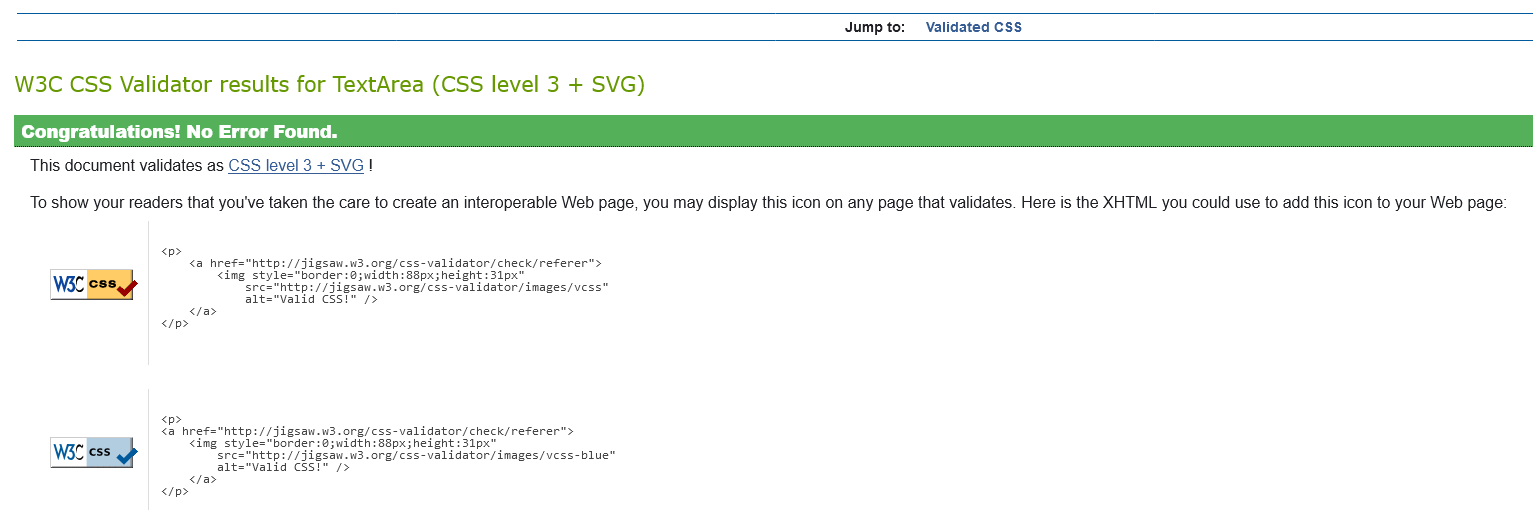 Jump to: Validated CSS
W3C CSS Validator results for TextArea (CSS level 3 + SVG)
Congratulations! No Error Found.
This document validates as CSS level 3 + SVG !
To show your readers that you've taken the care to create an interoperable Web page, you may display this icon on any page that validates. Here is the XHTML you could use to add this icon to your Web page:
W3C css
<p>
    <a href="http://jigsaw.w3.org/css-validator/check/referer">
        <img style="border:0;width:88px;height:31px"
            src="http://jigsaw.w3.org/css-validator/images/vcss"
            alt="Valid CSS!" />
    </a>
</p>
W3C css
<p>
<a href="http://jigsaw.w3.org/css-validator/check/referer">
    <img style="border:0;width:88px;height:31px"
        src="http://jigsaw.w3.org/css-validator/images/vcss-blue"
        alt="Valid CSS!" />
    </a>
</p>